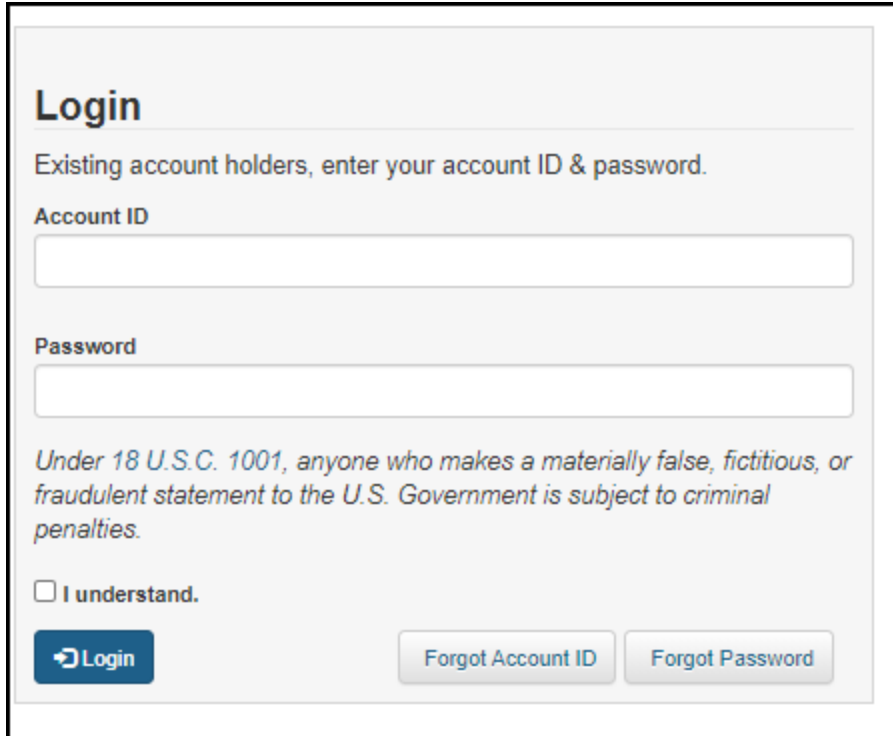 Login
Existing account holders, enter your account ID & password.
Account ID
Password
Under 18 U.S.C. 1001, anyone who makes a materially false, fictitious, or
fraudulent statement to the U.S. Government is subject to criminal
penalties.
I understand.
Login
Forgot Account ID
Forgot Password